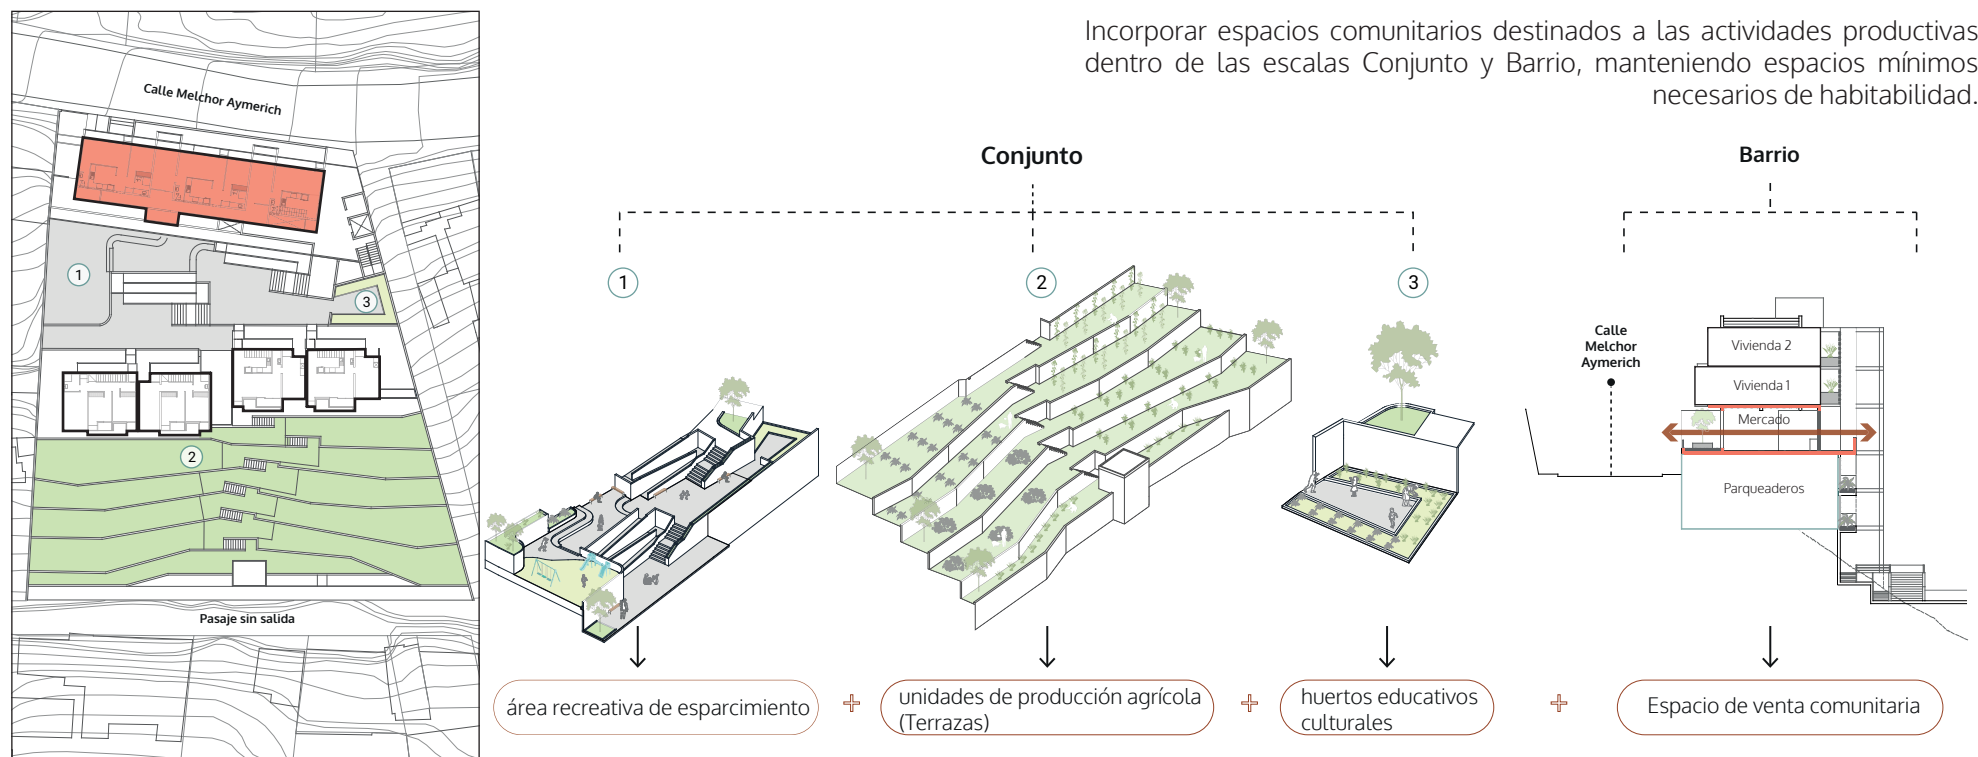 Incorporar espacios comunitarios destinados a las actividades productivas
dentro de las escalas Conjunto y Barrio, manteniendo espacios mínimos
necesarios de habitabilidad.
Calle Melchor Aymerich
1
3
2
Pasaje sin salida
Conjunto
1
2
3
Barrio
Calle
Melchor
Aymerich
Vivienda 2
Vivienda 1
Mercado
Parqueaderos
área recreativa de esparcimiento
+
unidades de producción agrícola
(Terrazas)
+
huertos educativos
culturales
+
Espacio de venta comunitaria